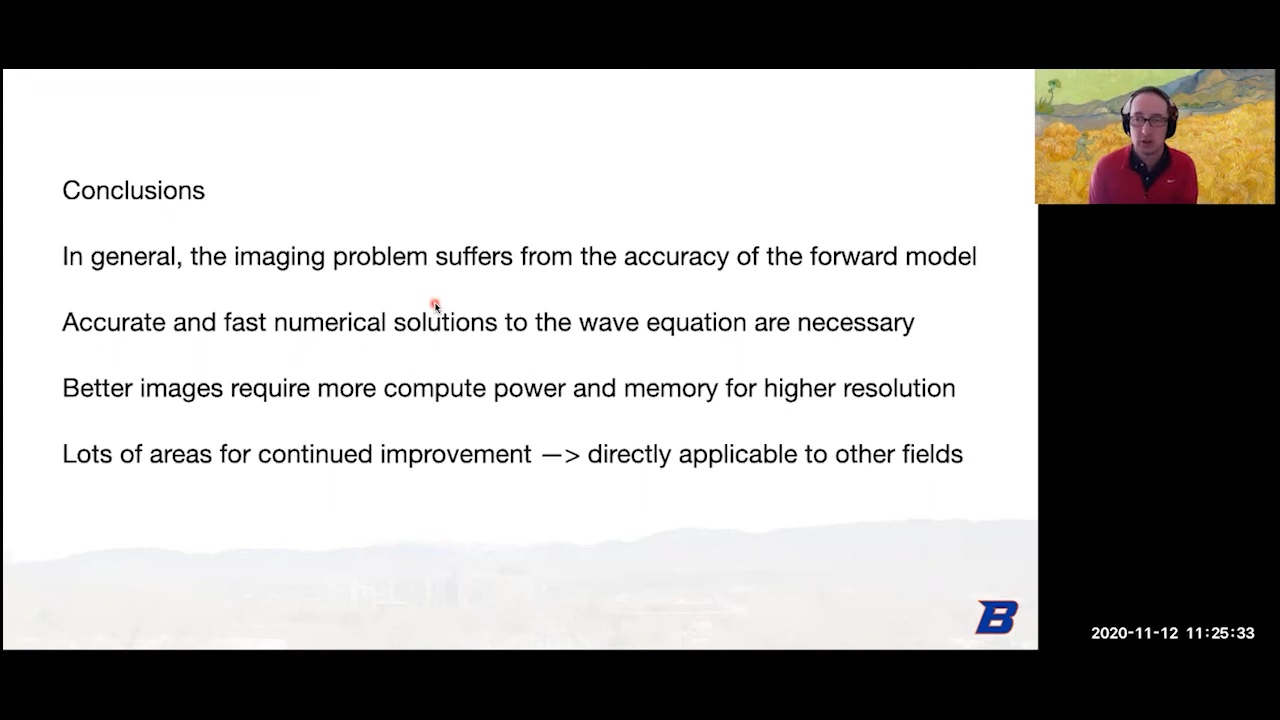 Conclusions
In general, the imaging problem suffers from the accuracy of the forward model
Accurate and fast numerical solutions to the wave equation are necessary
Better images require more compute power and memory for higher resolution
Lots of areas for continued improvement —> directly applicable to other fields
B
2020-11-12 11:25:33